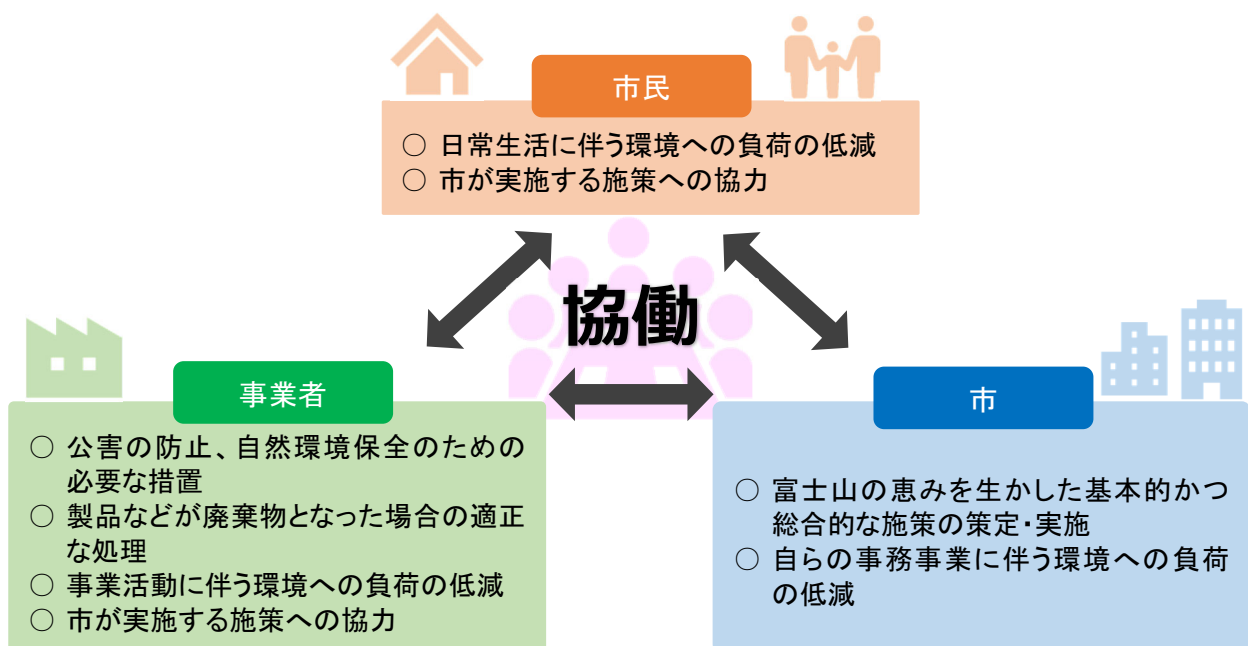 市民
○ 日常生活に伴う環境への負荷の低減
○ 市が実施する施策への協力
協働
事業者
○ 公害の防止、自然環境保全のための
必要な措置
○ 製品などが廃棄物となった場合の適正
な処理
○ 事業活動に伴う環境への負荷の低減
○ 市が実施する施策への協力
市
○ 富士山の恵みを生かした基本的かつ
総合的な施策の策定・実施
○ 自らの事務事業に伴う環境への負荷
の低減